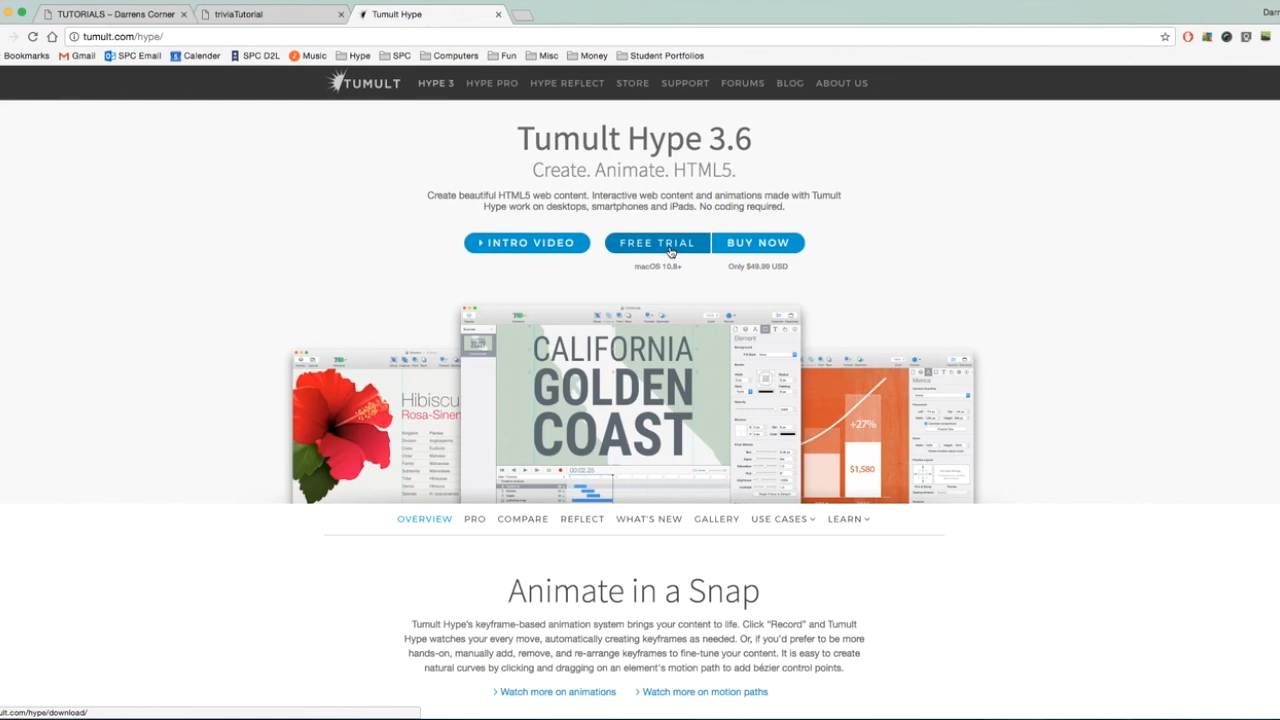 TUTORIALS – Darrens Corner
triviaTutorial
Tumult Hype
Darr
tumult.com/hype/
Bookmarks
Gmail
SPC Email
Calender
SPC D2L
Music
Hype
SPC
Computers
Fun
Misc
Money
Student Portfolios
TUMULT
HYPE 3
HYPE PRO
HYPE REFLECT
STORE
SUPPORT
FORUMS
BLOG
ABOUT US
Tumult Hype 3.6
Create. Animate. HTML5.
Create beautiful HTML5 web content. Interactive web content and animations made with Tumult
Hype work on desktops, smartphones and iPads. No coding required.
INTRO VIDEO
FREE TRIAL
BUY NOW
macOS 10.8+
Only $49.99 USD
CALIFORNIA
GOLDEN
COAST
Element
Hibiscu
Rosa-Sinen
Metrics
+27%
$1,580
OVERVIEW
PRO
COMPARE
REFLECT
WHAT'S NEW
GALLERY
USE CASES
LEARN
Animate in a Snap
Tumult Hype's keyframe-based animation system brings your content to life. Click “Record” and Tumult
Hype watches your every move, automatically creating keyframes as needed. Or, if you'd prefer to be more
hands-on, manually add, remove, and re-arrange keyframes to fine-tune your content. It is easy to create
natural curves by clicking and dragging on an element's motion path to add bézier control points.
Watch more on animations
Watch more on motion paths
ult.com/hype/download/